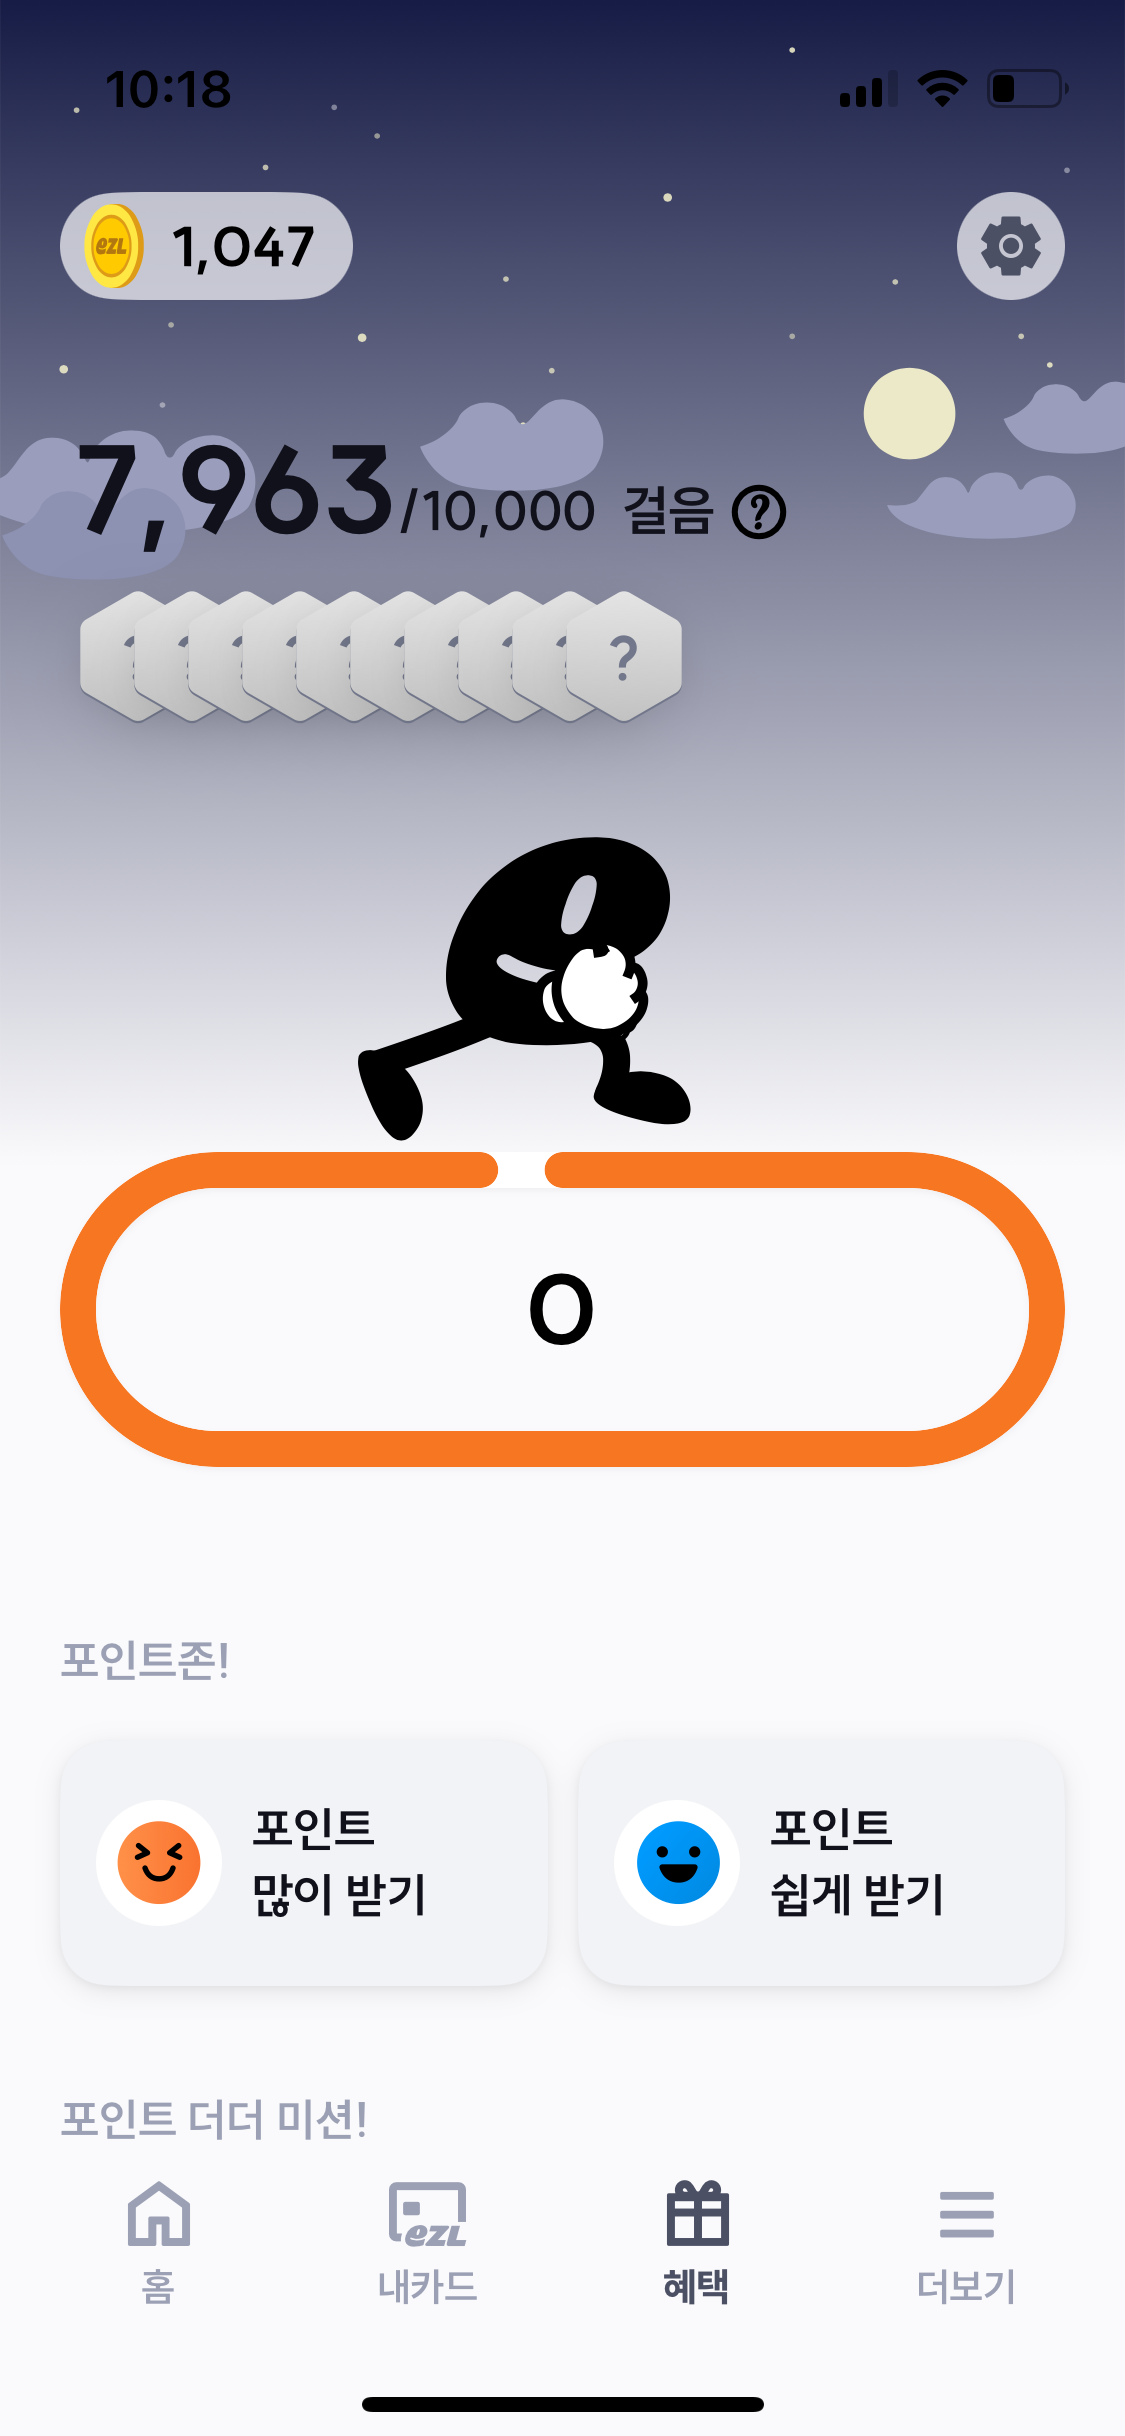 10:18
ezl 1,047
7,963/10,000 걸음 ?
? ? ? ? ? ? ? ? ? ?
0
포인트존!
포인트
많이 받기
포인트
쉽게 받기
포인트 더더 미션!
ezl
홈
내카드
혜택
더보기